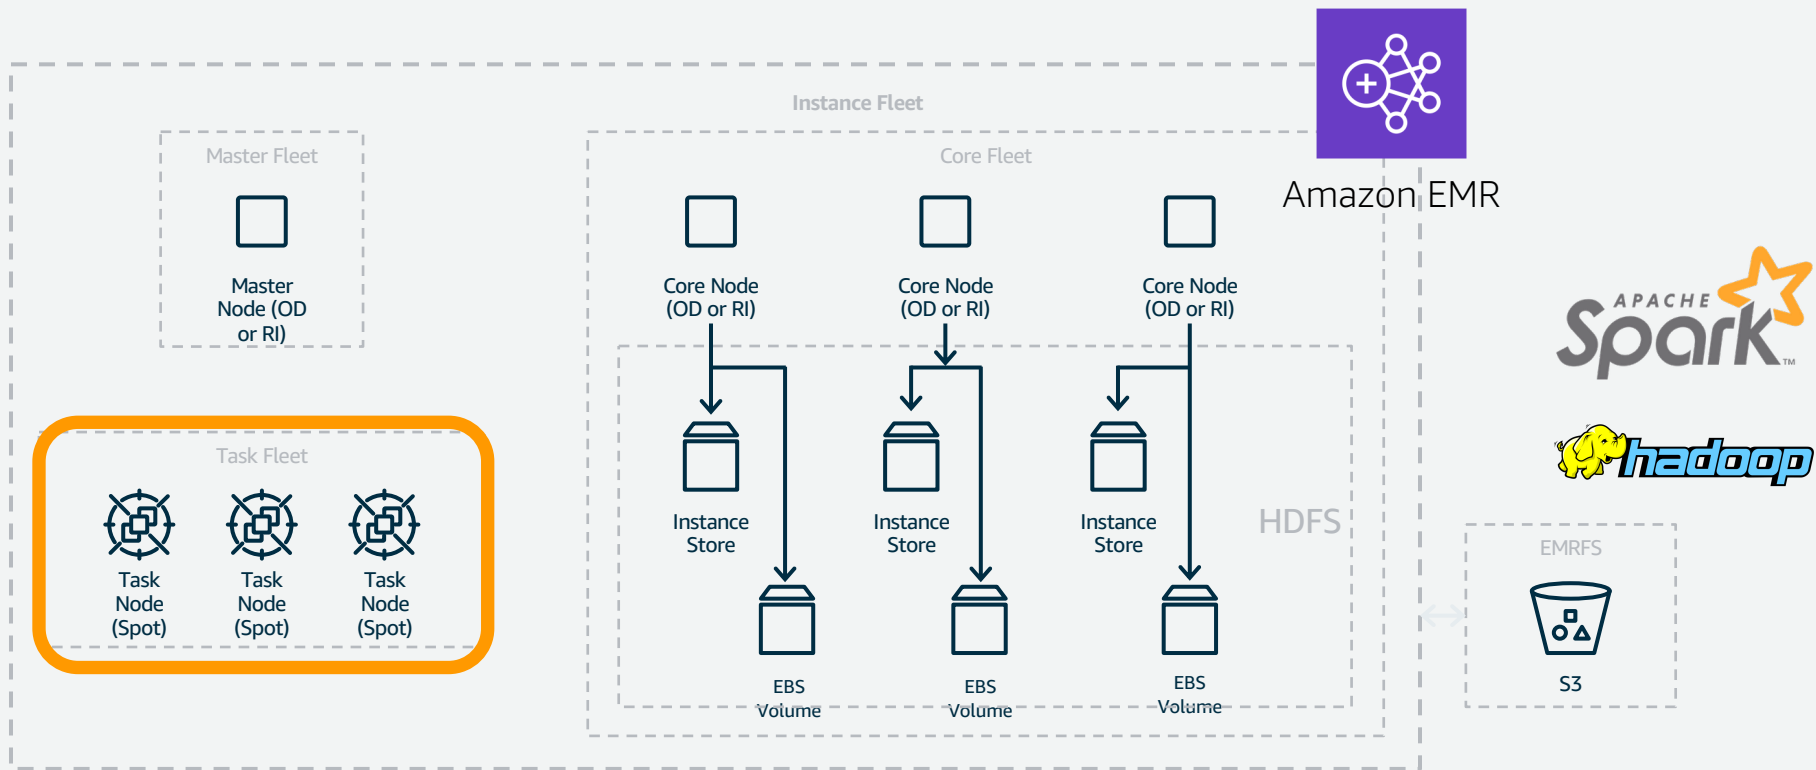 Instance Fleet
Amazon EMR
Master Fleet
Master
Node (OD
or RI)
Core Fleet
Core Node
(OD or RI)
Core Node
(OD or RI)
Core Node
(OD or RI)
Instance
Store
Instance
Store
Instance
Store
HDFS
EBS
Volume
EBS
Volume
EBS
Volume
Task Fleet
Task
Node
(Spot)
Task
Node
(Spot)
Task
Node
(Spot)
APACHE
Spark™
hadoop
EMRFS
S3